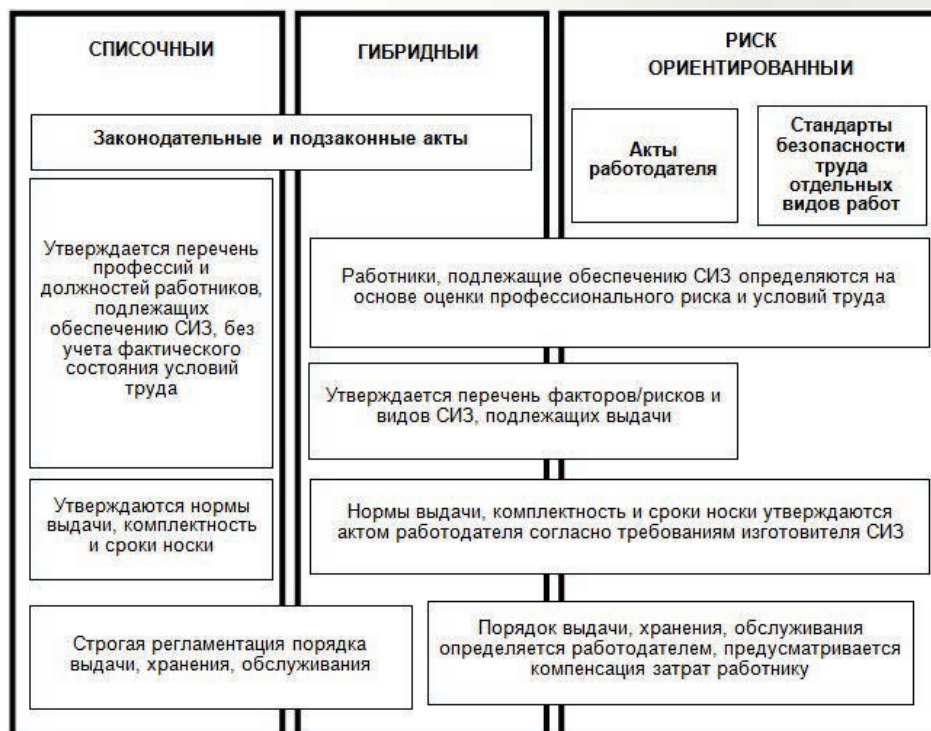 СПИСОЧНЫЙ
ГИБРИДНЫЙ
РИСК
ОРИЕНТИРОВАННЫЙ
Законодательные и подзаконные акты
Акты
работодателя
Стандарты
безопасности
труда
отдельных
видов работ
Утверждается перечень
профессий и
должностей работников,
подлежащих
обеспечению СИЗ, без
учета фактического
состояния условий
труда
Работники, подлежащие обеспечению СИЗ определяются на
основе оценки профессионального риска и условий труда
Утверждается перечень факторов/рисков и
видов СИЗ, подлежащих выдачи
Утверждаются нормы
выдачи, комплектность
и сроки носки
Нормы выдачи, комплектность и сроки носки утверждаются
актом работодателя согласно требованиям изготовителя СИЗ
Строгая регламентация порядка
выдачи, хранения, обслуживания
Порядок выдачи, хранения, обслуживания
определяется работодателем, предусматривается
компенсация затрат работнику